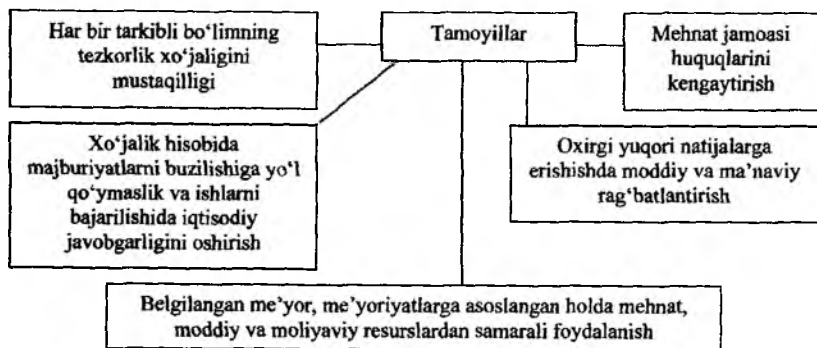 Har bir tarkibli bo‘limning
tezkorlik xo‘jaligini
mustaqilligi
Tamoyillar
Mehnat jamoasi
huquqlarini
kengaytirish
Xo‘jalik hisobida
majburiyatlarni buzilishiga yo‘l
qo‘ymaslik va ishlarni
bajarilishida iqtisodiy
javobgarligini oshirish
Oxirgi yuqori natijalarga
erishishda moddiy va ma’naviy
rag‘batlantirish
Belgilangan me’yor, me’yoriyatlarga asoslangan holda mehnat,
moddiy va moliyaviy resurslardan samarali foydalanish